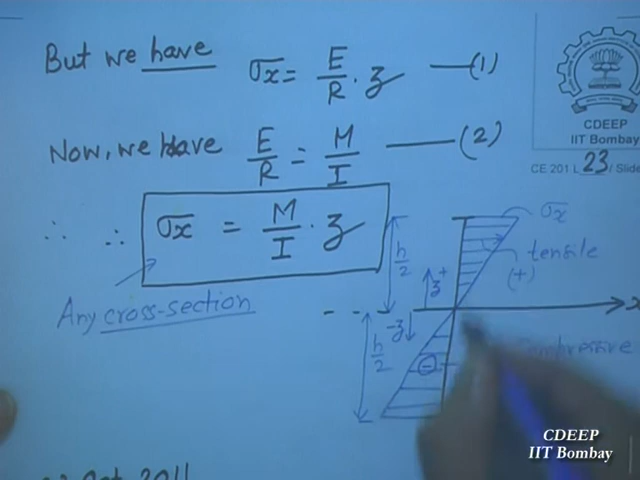 But we have σx = E/R · z —(1)
Now, we have E/R = M/I —(2)
∴ ∴ σx = M/I · z
Any cross-section
CDEEP
IIT Bombay
CE 201 L 23 / Slide
σx
tensile
(+)
h/2
z+
x
-z
h/2
(-)
CDEEP
IIT Bombay